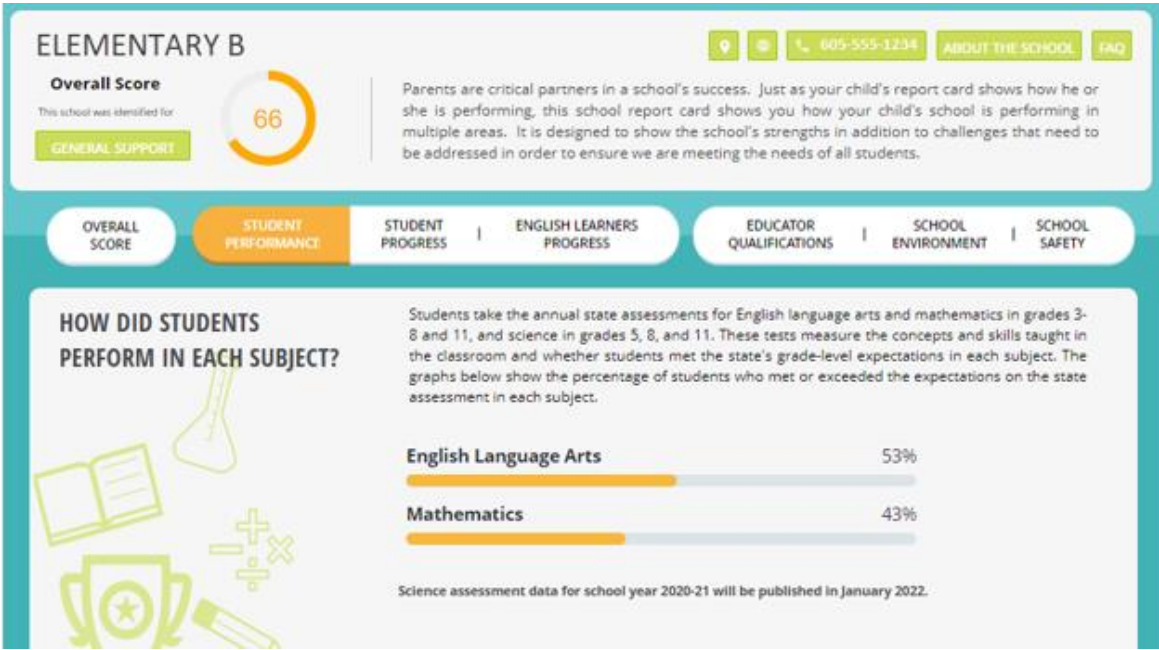 ELEMENTARY B
605-555-1234
ABOUT THE SCHOOL
FAQ
Overall Score
This school was identified for
GENERAL SUPPORT
66
Parents are critical partners in a school's success. Just as your child's report card shows how he or
she is performing, this school report card shows you how your child's school is performing in
multiple areas. It is designed to show the school's strengths in addition to challenges that need to
be addressed in order to ensure we are meeting the needs of all students.
OVERALL
SCORE
STUDENT
PERFORMANCE
STUDENT
PROGRESS
|
ENGLISH LEARNERS
PROGRESS
EDUCATOR
QUALIFICATIONS
|
SCHOOL
ENVIRONMENT
|
SCHOOL
SAFETY
HOW DID STUDENTS
PERFORM IN EACH SUBJECT?
Students take the annual state assessments for English language arts and mathematics in grades 3-
8 and 11, and science in grades 5, 8, and 11. These tests measure the concepts and skills taught in
the classroom and whether students met the state's grade-level expectations in each subject. The
graphs below show the percentage of students who met or exceeded the expectations on the state
assessment in each subject.
English Language Arts 53%
Mathematics 43%
Science assessment data for school year 2020-21 will be published in January 2022.